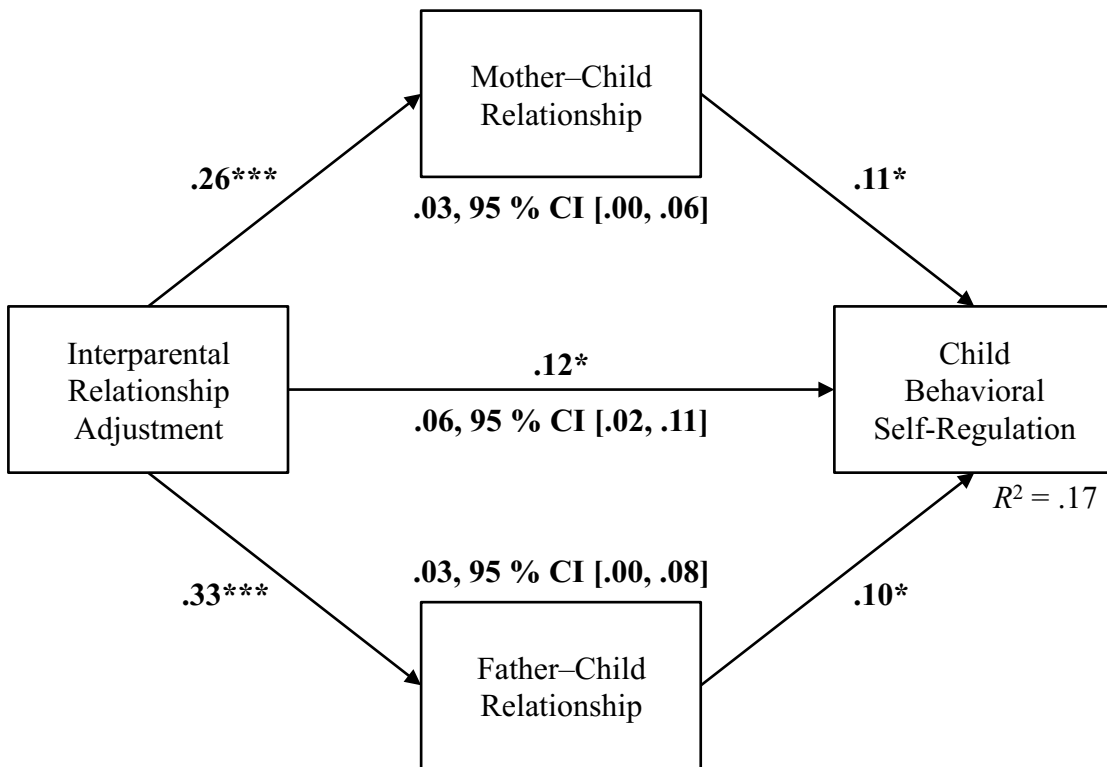 Mother–Child
Relationship
.26***
.11*
.03, 95 % CI [.00, .06]
Interparental
Relationship
Adjustment
.12*
.06, 95 % CI [.02, .11]
Child
Behavioral
Self-Regulation
R² = .17
.33***
.03, 95 % CI [.00, .08]
.10*
Father–Child
Relationship